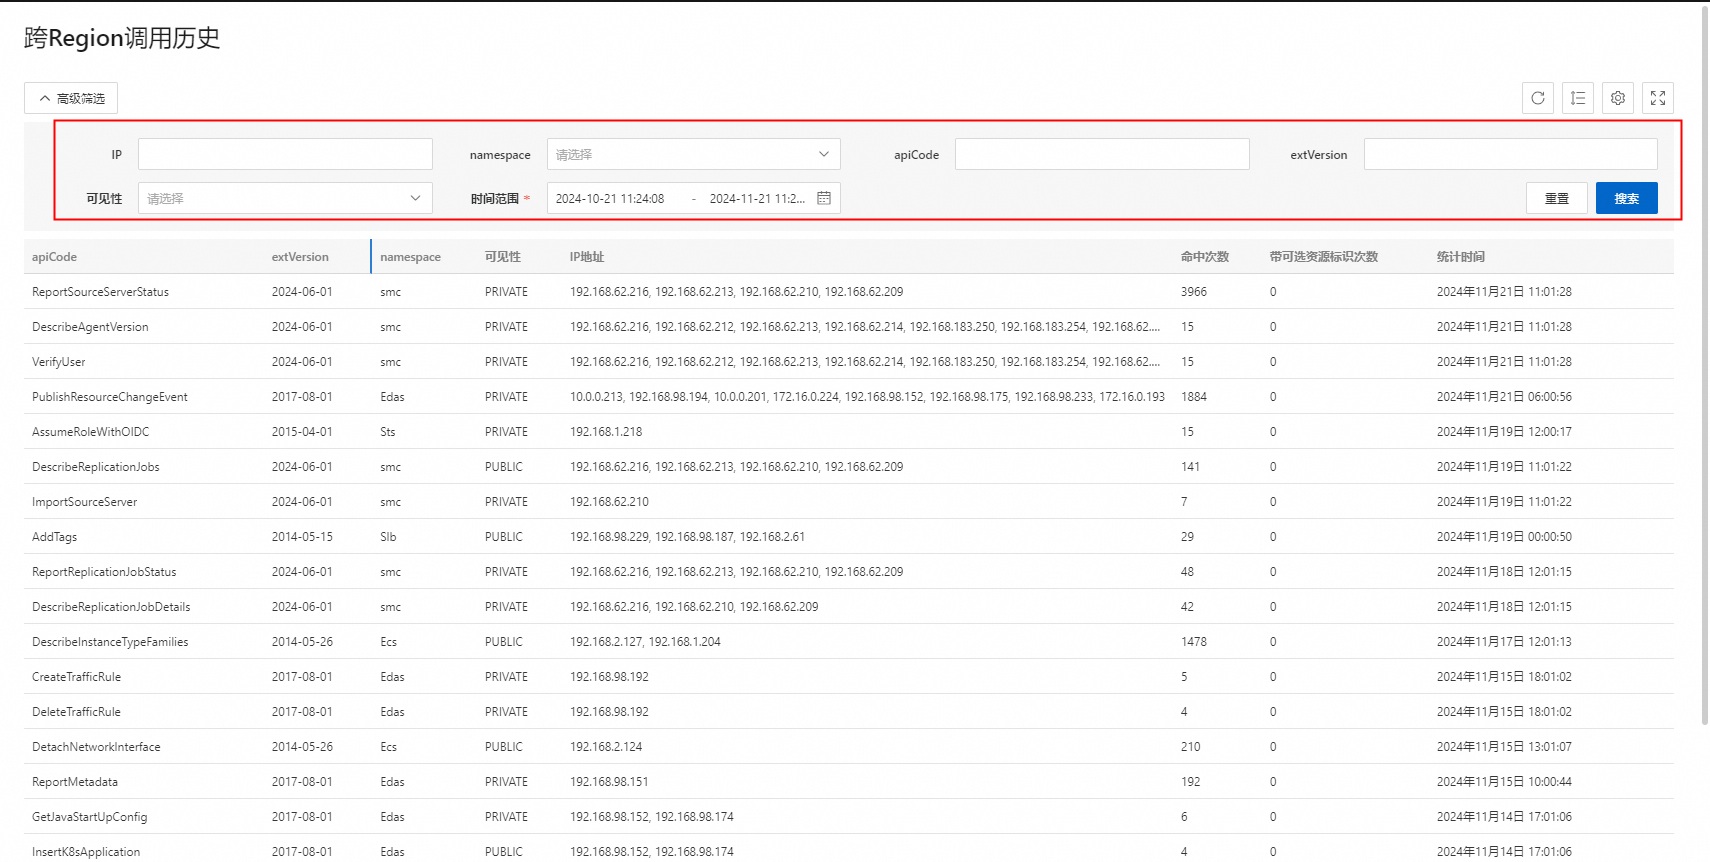 跨Region调用历史
高级筛选
IP namespace 请选择 apiCode extVersion
可见性 请选择 时间范围 * 2024-10-21 11:24:08 - 2024-11-21 11:2... 重置 搜索
apiCode extVersion namespace 可见性 IP地址 命中次数 带可选资源标识次数 统计时间
ReportSourceServerStatus 2024-06-01 smc PRIVATE 192.168.62.216, 192.168.62.213, 192.168.62.210, 192.168.62.209 3966 0 2024年11月21日 11:01:28
DescribeAgentVersion 2024-06-01 smc PRIVATE 192.168.62.216, 192.168.62.212, 192.168.62.213, 192.168.62.214, 192.168.183.250, 192.168.183.254, 192.168.62.... 15 0 2024年11月21日 11:01:28
VerifyUser 2024-06-01 smc PRIVATE 192.168.62.216, 192.168.62.212, 192.168.62.213, 192.168.62.214, 192.168.183.250, 192.168.183.254, 192.168.62.... 15 0 2024年11月21日 11:01:28
PublishResourceChangeEvent 2017-08-01 Edas PRIVATE 10.0.0.213, 192.168.98.194, 10.0.0.201, 172.16.0.224, 192.168.98.152, 192.168.98.175, 192.168.98.233, 172.16.0.193 1884 0 2024年11月21日 06:00:56
AssumeRoleWithOIDC 2015-04-01 Sts PRIVATE 192.168.1.218 15 0 2024年11月19日 12:00:17
DescribeReplicationJobs 2024-06-01 smc PUBLIC 192.168.62.216, 192.168.62.213, 192.168.62.210, 192.168.62.209 141 0 2024年11月19日 11:01:22
ImportSourceServer 2024-06-01 smc PRIVATE 192.168.62.210 7 0 2024年11月19日 11:01:22
AddTags 2014-05-15 Slb PUBLIC 192.168.98.229, 192.168.98.187, 192.168.2.61 29 0 2024年11月19日 00:00:50
ReportReplicationJobStatus 2024-06-01 smc PRIVATE 192.168.62.216, 192.168.62.213, 192.168.62.210, 192.168.62.209 48 0 2024年11月18日 12:01:15
DescribeReplicationJobDetails 2024-06-01 smc PRIVATE 192.168.62.216, 192.168.62.210, 192.168.62.209 42 0 2024年11月18日 12:01:15
DescribeInstanceTypeFamilies 2014-05-26 Ecs PUBLIC 192.168.2.127, 192.168.1.204 1478 0 2024年11月17日 12:01:13
CreateTrafficRule 2017-08-01 Edas PRIVATE 192.168.98.192 5 0 2024年11月15日 18:01:02
DeleteTrafficRule 2017-08-01 Edas PRIVATE 192.168.98.192 4 0 2024年11月15日 18:01:02
DetachNetworkInterface 2014-05-26 Ecs PUBLIC 192.168.2.124 210 0 2024年11月15日 13:01:07
ReportMetadata 2017-08-01 Edas PRIVATE 192.168.98.151 192 0 2024年11月15日 10:00:44
GetJavaStartUpConfig 2017-08-01 Edas PRIVATE 192.168.98.152, 192.168.98.174 6 0 2024年11月14日 17:01:06
InsertK8sApplication 2017-08-01 Edas PUBLIC 192.168.98.152, 192.168.98.174 4 0 2024年11月14日 17:01:06